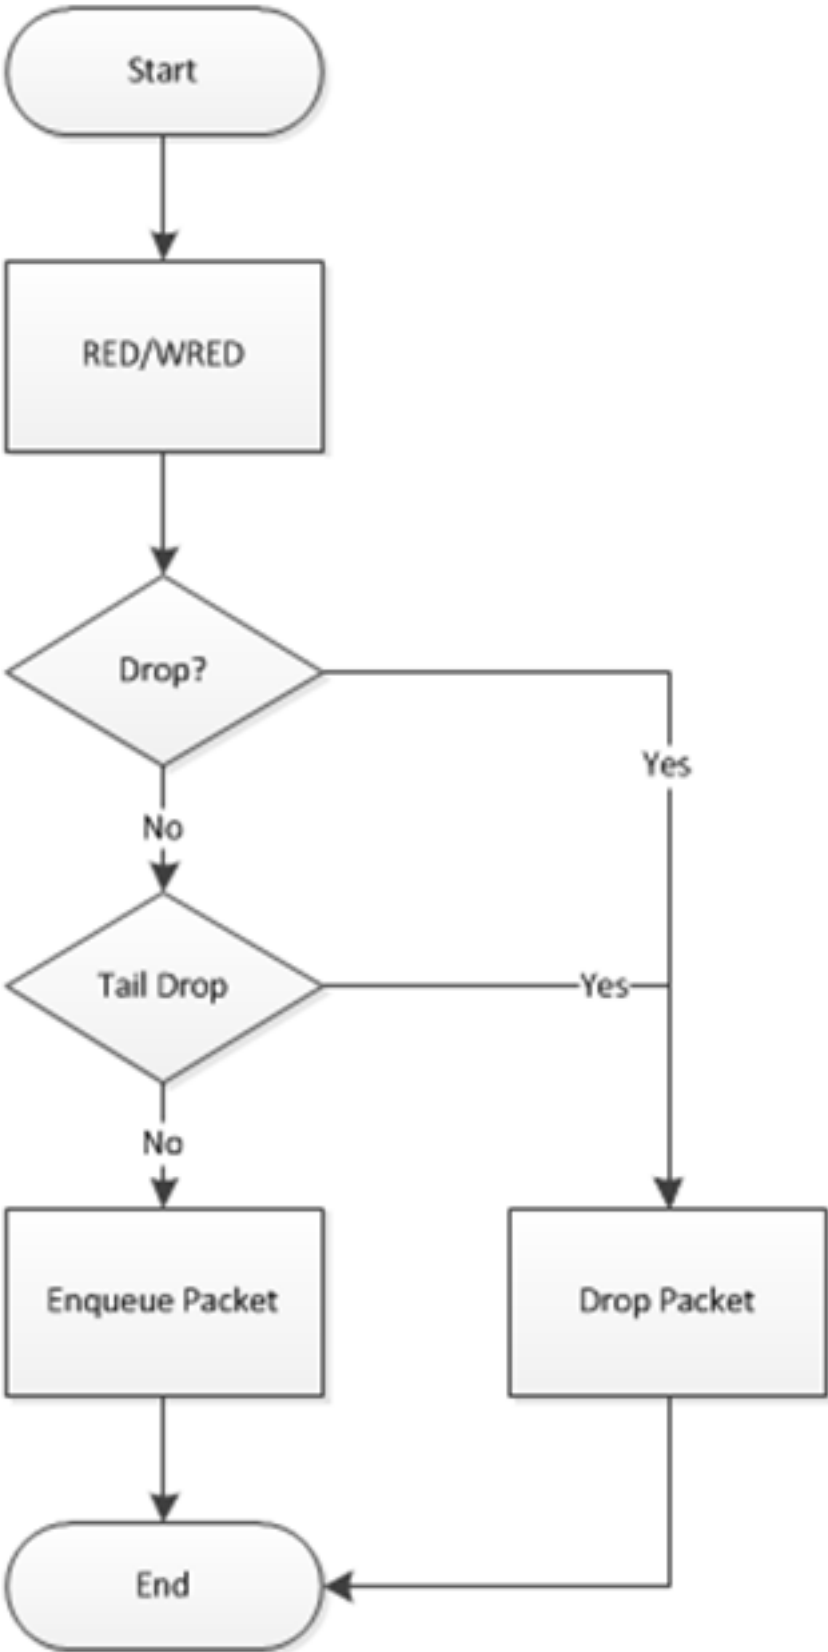 Start
RED/WRED
Drop?
Yes
No
Tail Drop
Yes
No
Enqueue Packet
Drop Packet
End